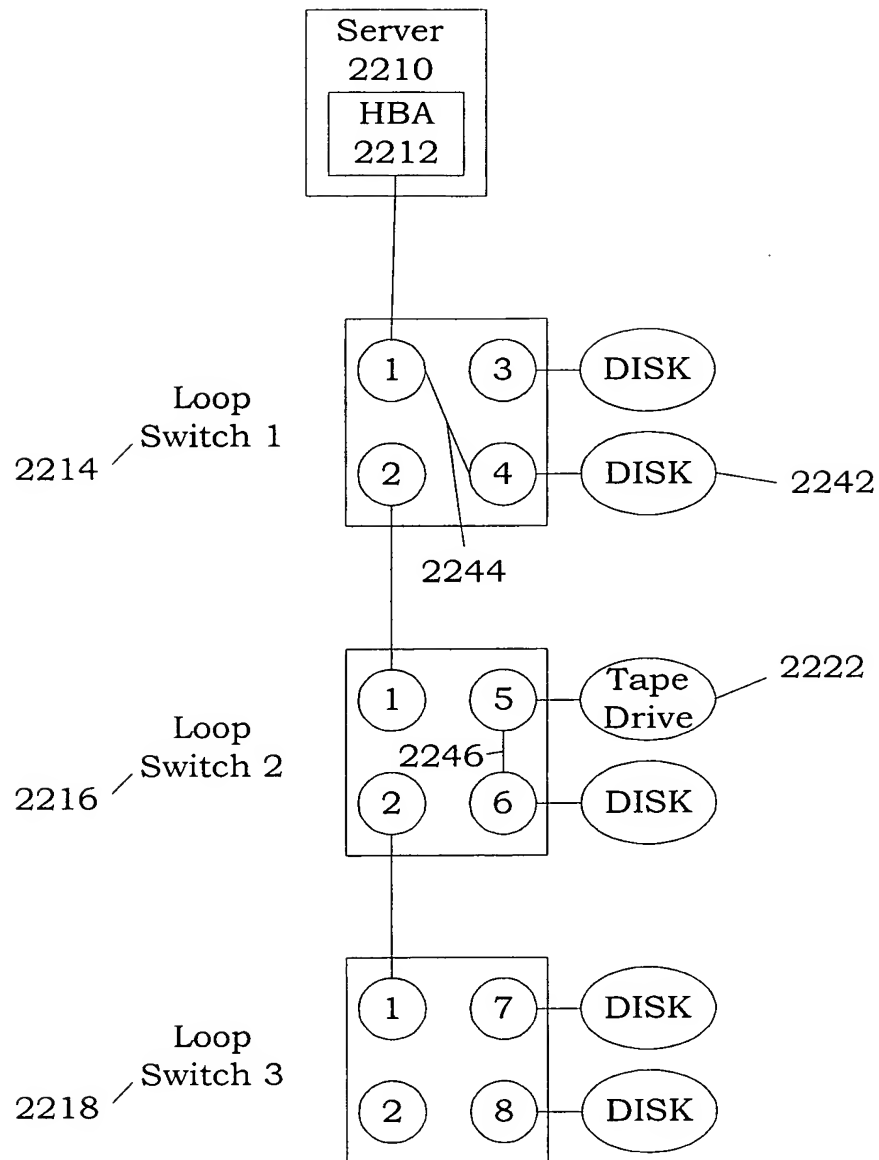 Server
2210
HBA
2212
1
3
DISK
Loop
Switch 1
2214
2
4
DISK
2242
2244
1
5
Tape
Drive
2222
Loop
Switch 2
2246
2216
2
6
DISK
1
7
DISK
Loop
Switch 3
2218
2
8
DISK